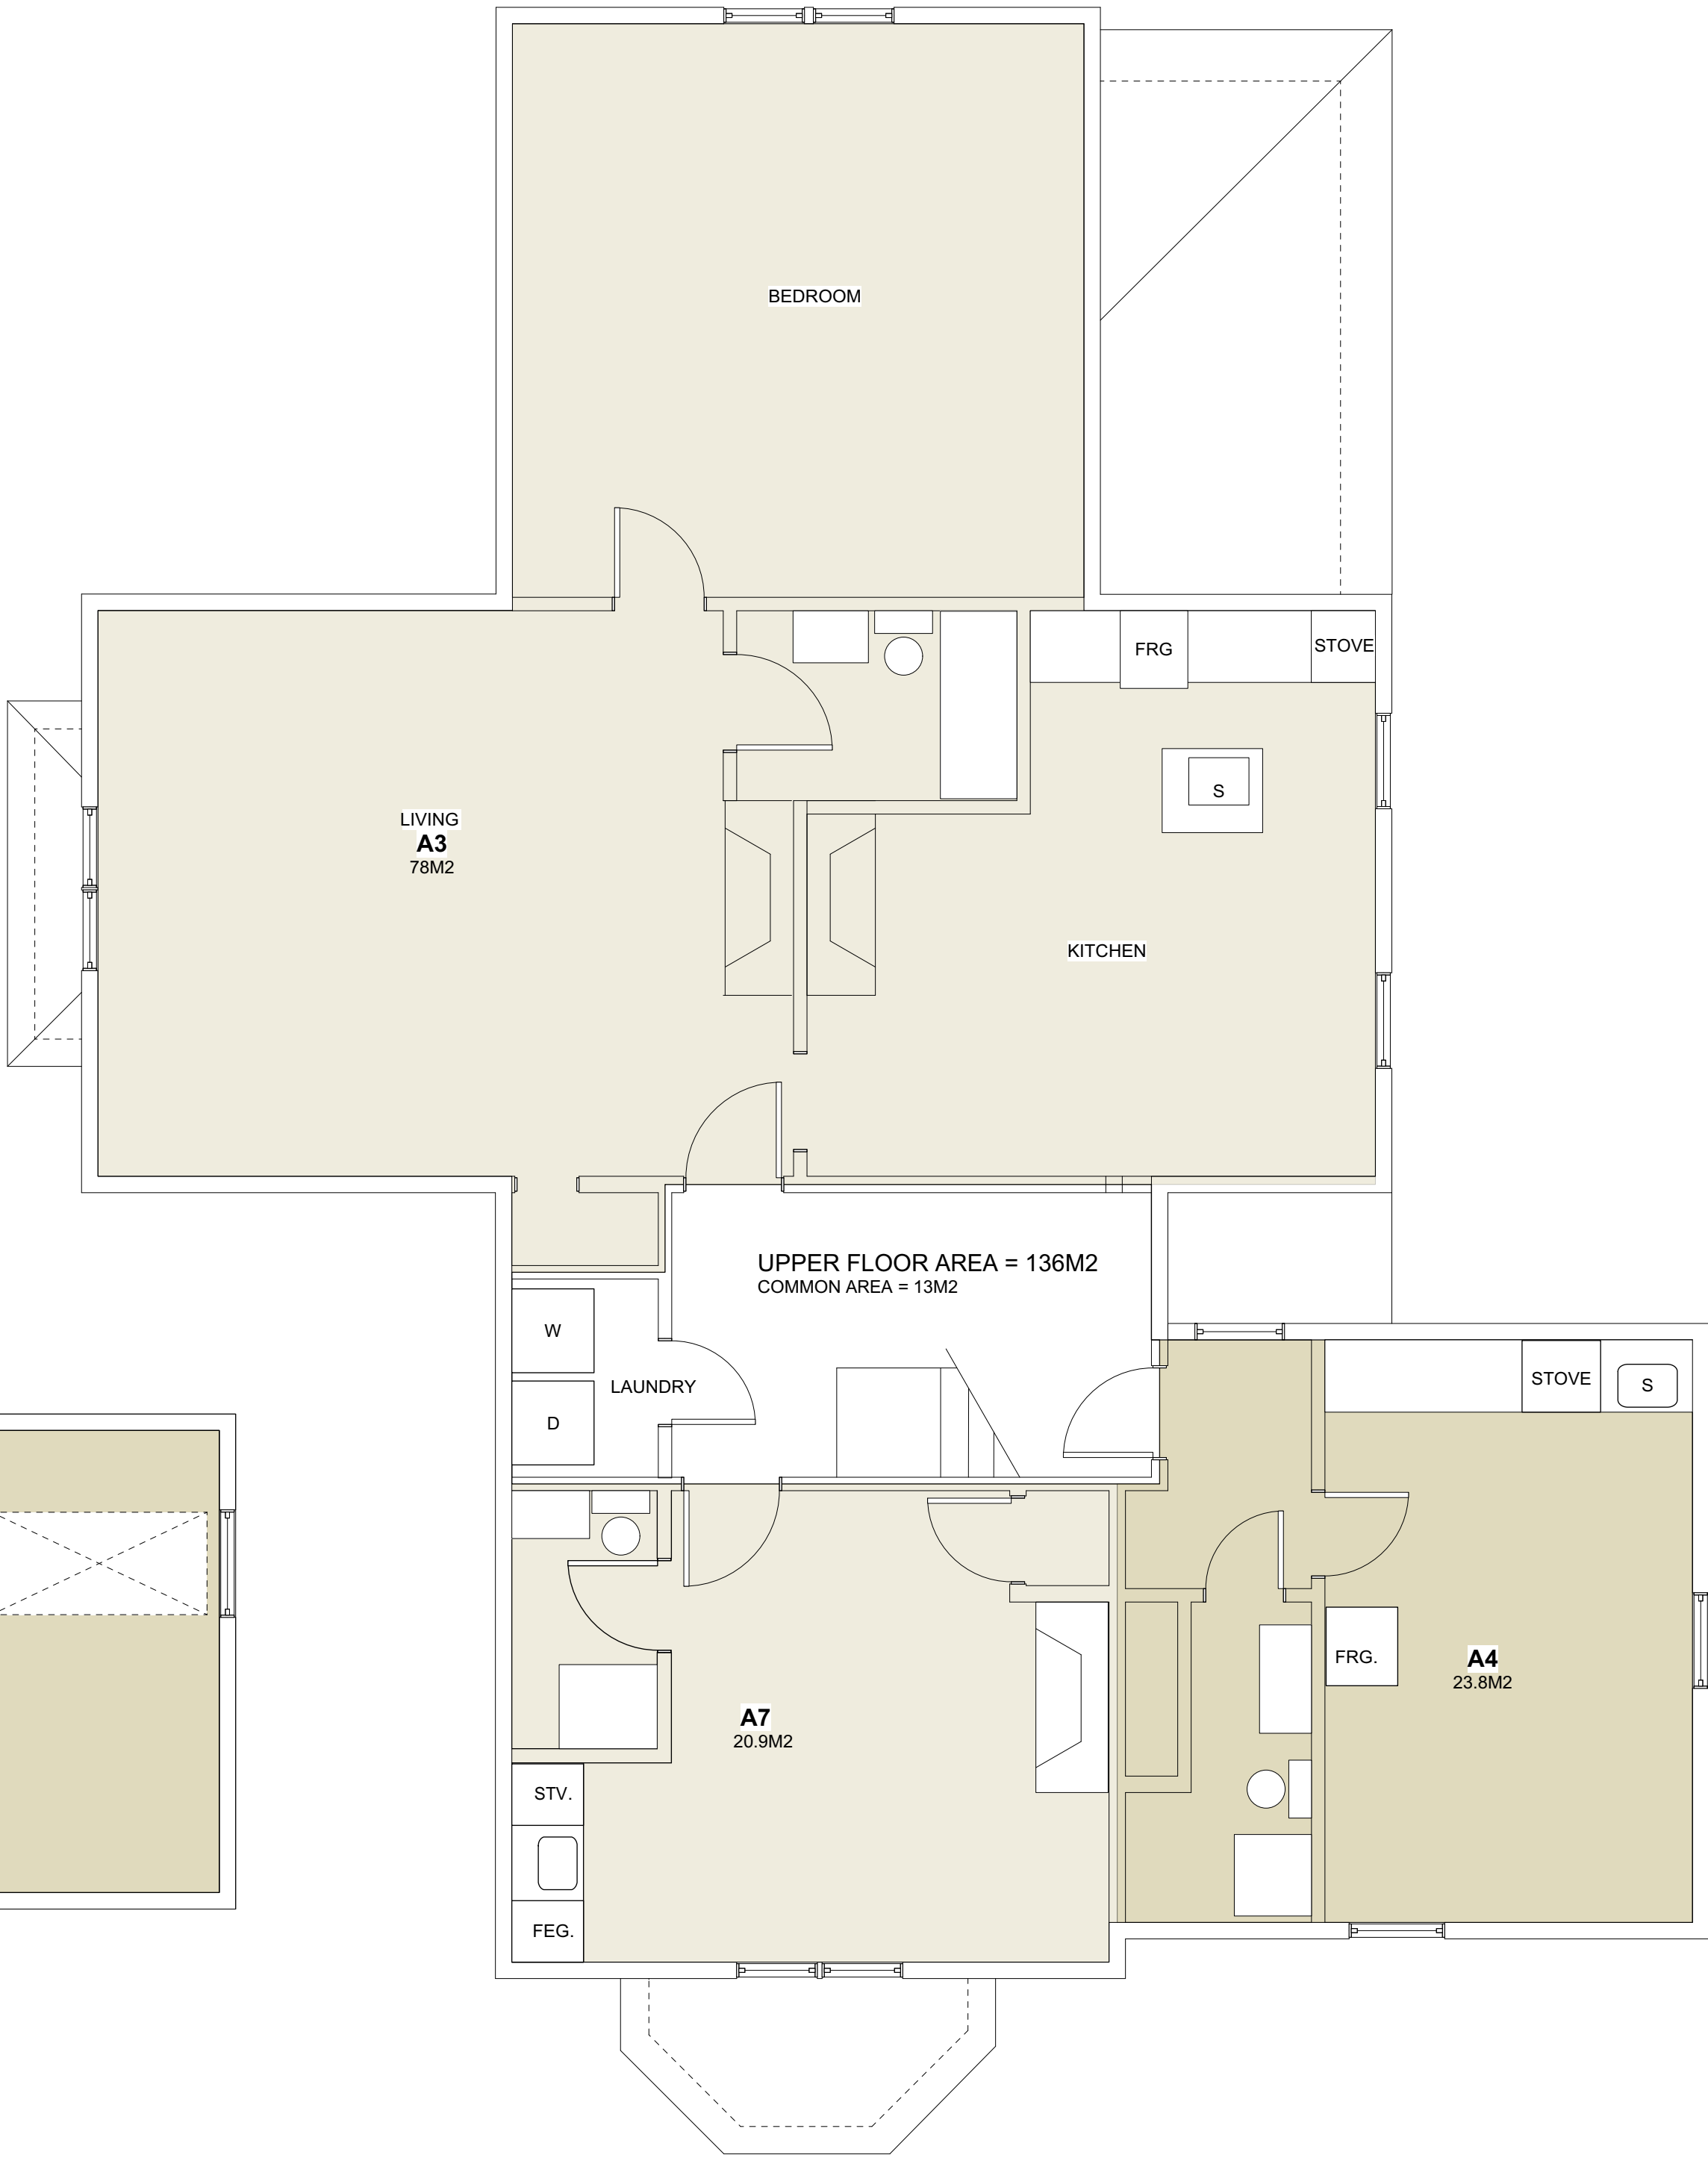 BEDROOM
FRG
STOVE
S
LIVING
A3
78M2
KITCHEN
UPPER FLOOR AREA = 136M2
COMMON AREA = 13M2
W
LAUNDRY
D
STOVE
S
FRG.
A4
23.8M2
A7
20.9M2
STV.
FEG.